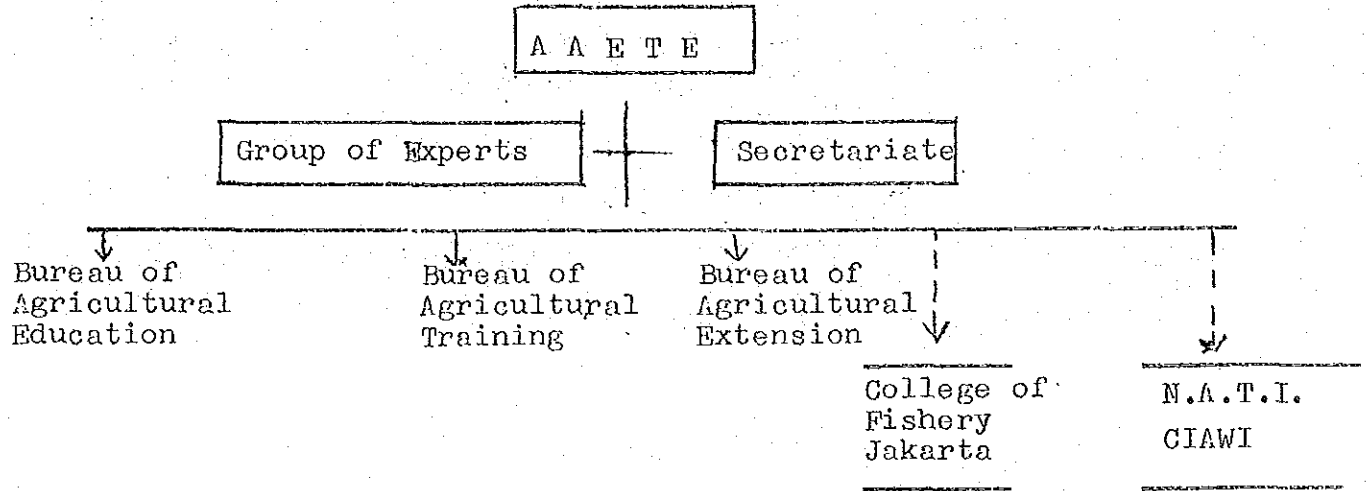 A A E T E
Group of Experts
Secretariate
Bureau of
Agricultural
Education
Bureau of
Agricultural
Training
Bureau of
Agricultural
Extension
College of
Fishery
Jakarta
N.A.T.I.
CIAWI